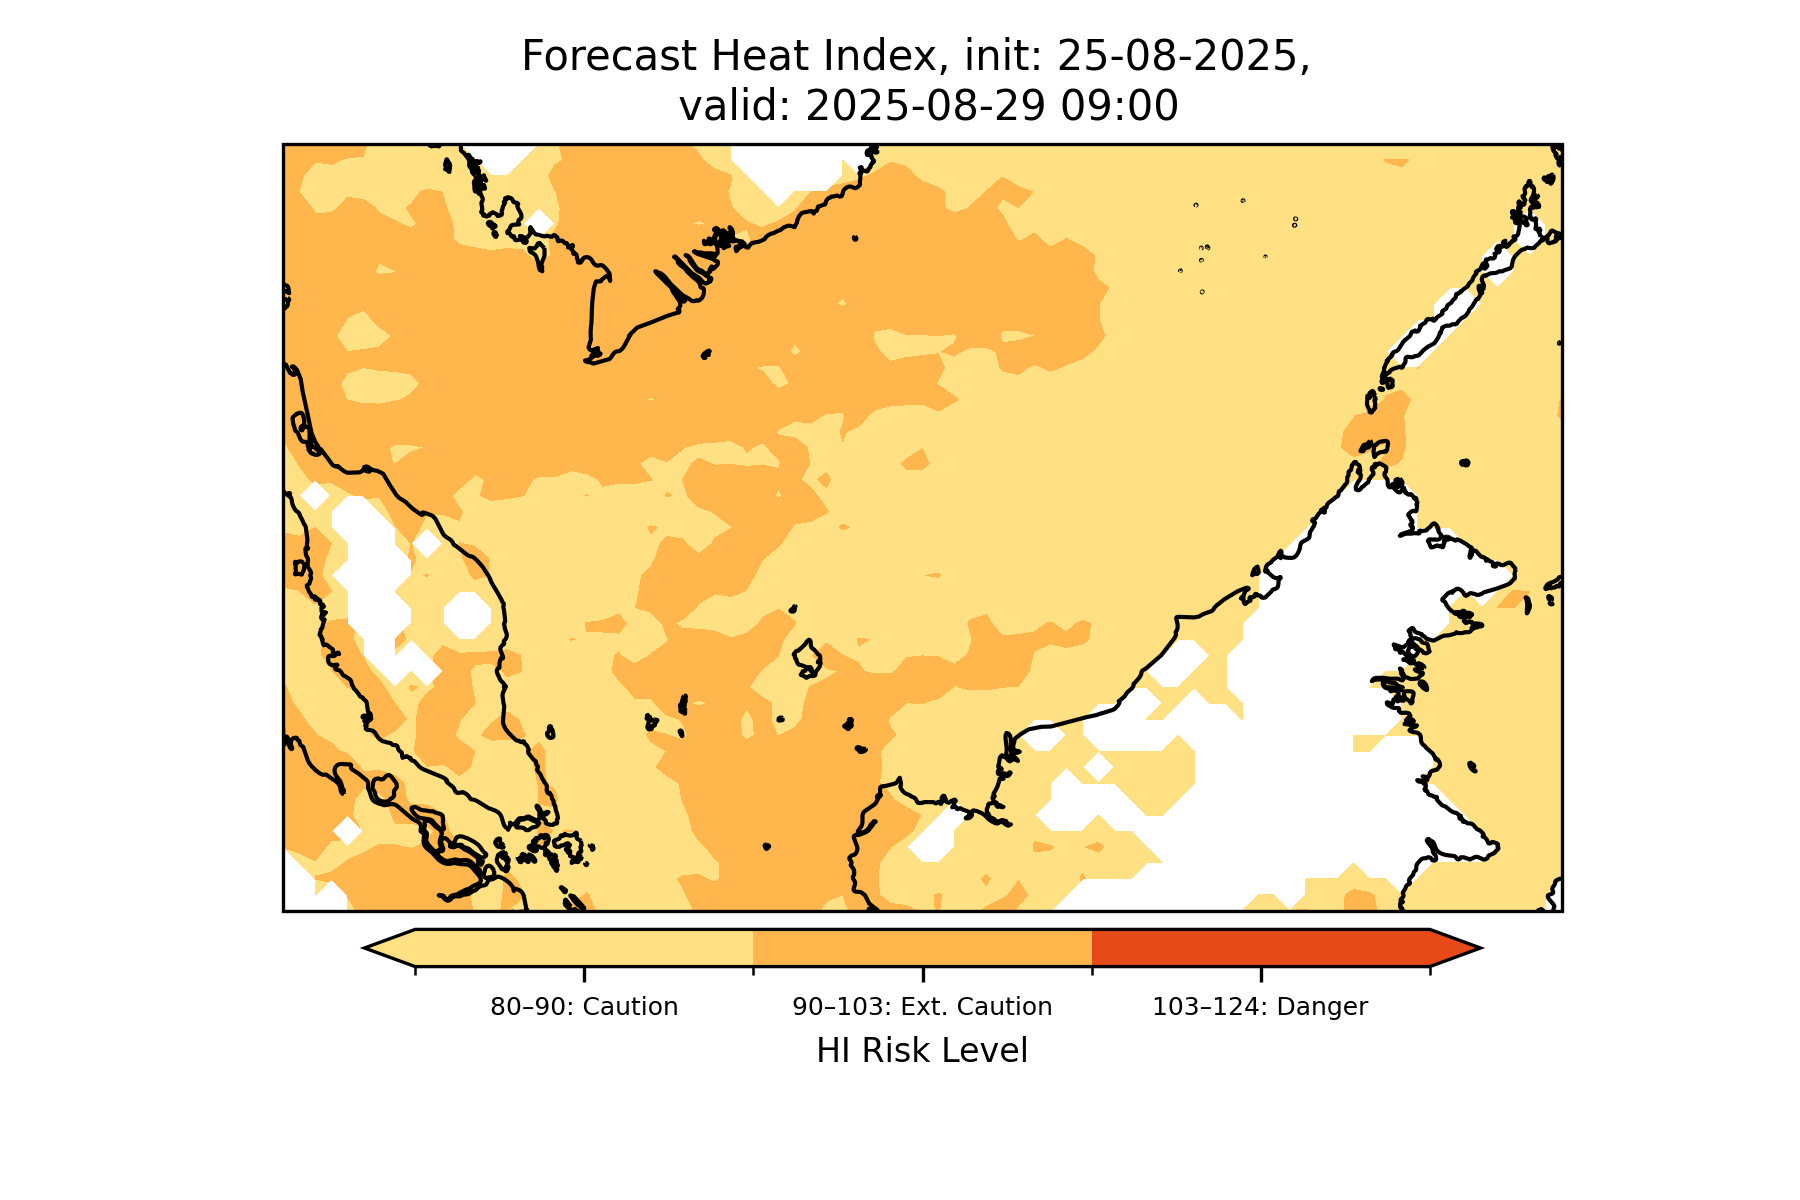 Forecast Heat Index, init: 25-08-2025,
valid: 2025-08-29 09:00
80–90: Caution
90–103: Ext. Caution
103–124: Danger
HI Risk Level